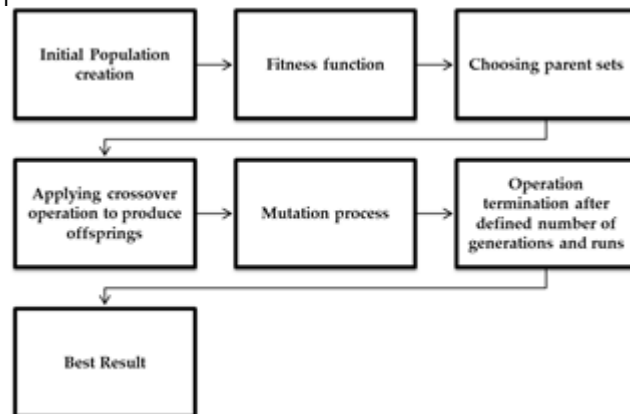 Initial Population
creation
Fitness function
Choosing parent sets
Applying crossover
operation to produce
offsprings
Mutation process
Operation
termination after
defined number of
generations and runs
Best Result